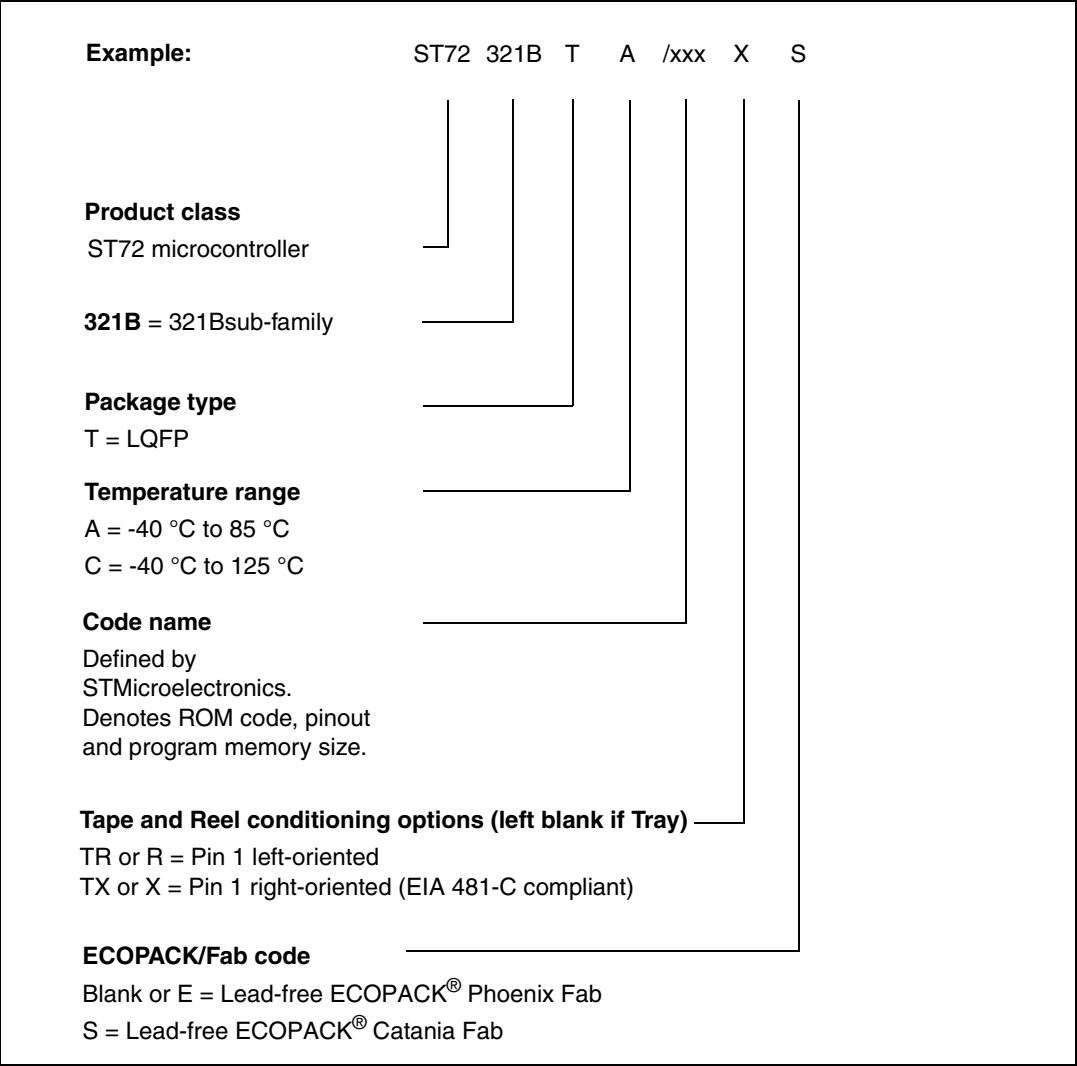 Example: ST72 321B T A /xxx X S
Product class
ST72 microcontroller
321B = 321Bsub-family
Package type
T = LQFP
Temperature range
A = -40 °C to 85 °C
C = -40 °C to 125 °C
Code name
Defined by
STMicroelectronics.
Denotes ROM code, pinout
and program memory size.
Tape and Reel conditioning options (left blank if Tray)
TR or R = Pin 1 left-oriented
TX or X = Pin 1 right-oriented (EIA 481-C compliant)
ECOPACK/Fab code
Blank or E = Lead-free ECOPACK® Phoenix Fab
S = Lead-free ECOPACK® Catania Fab